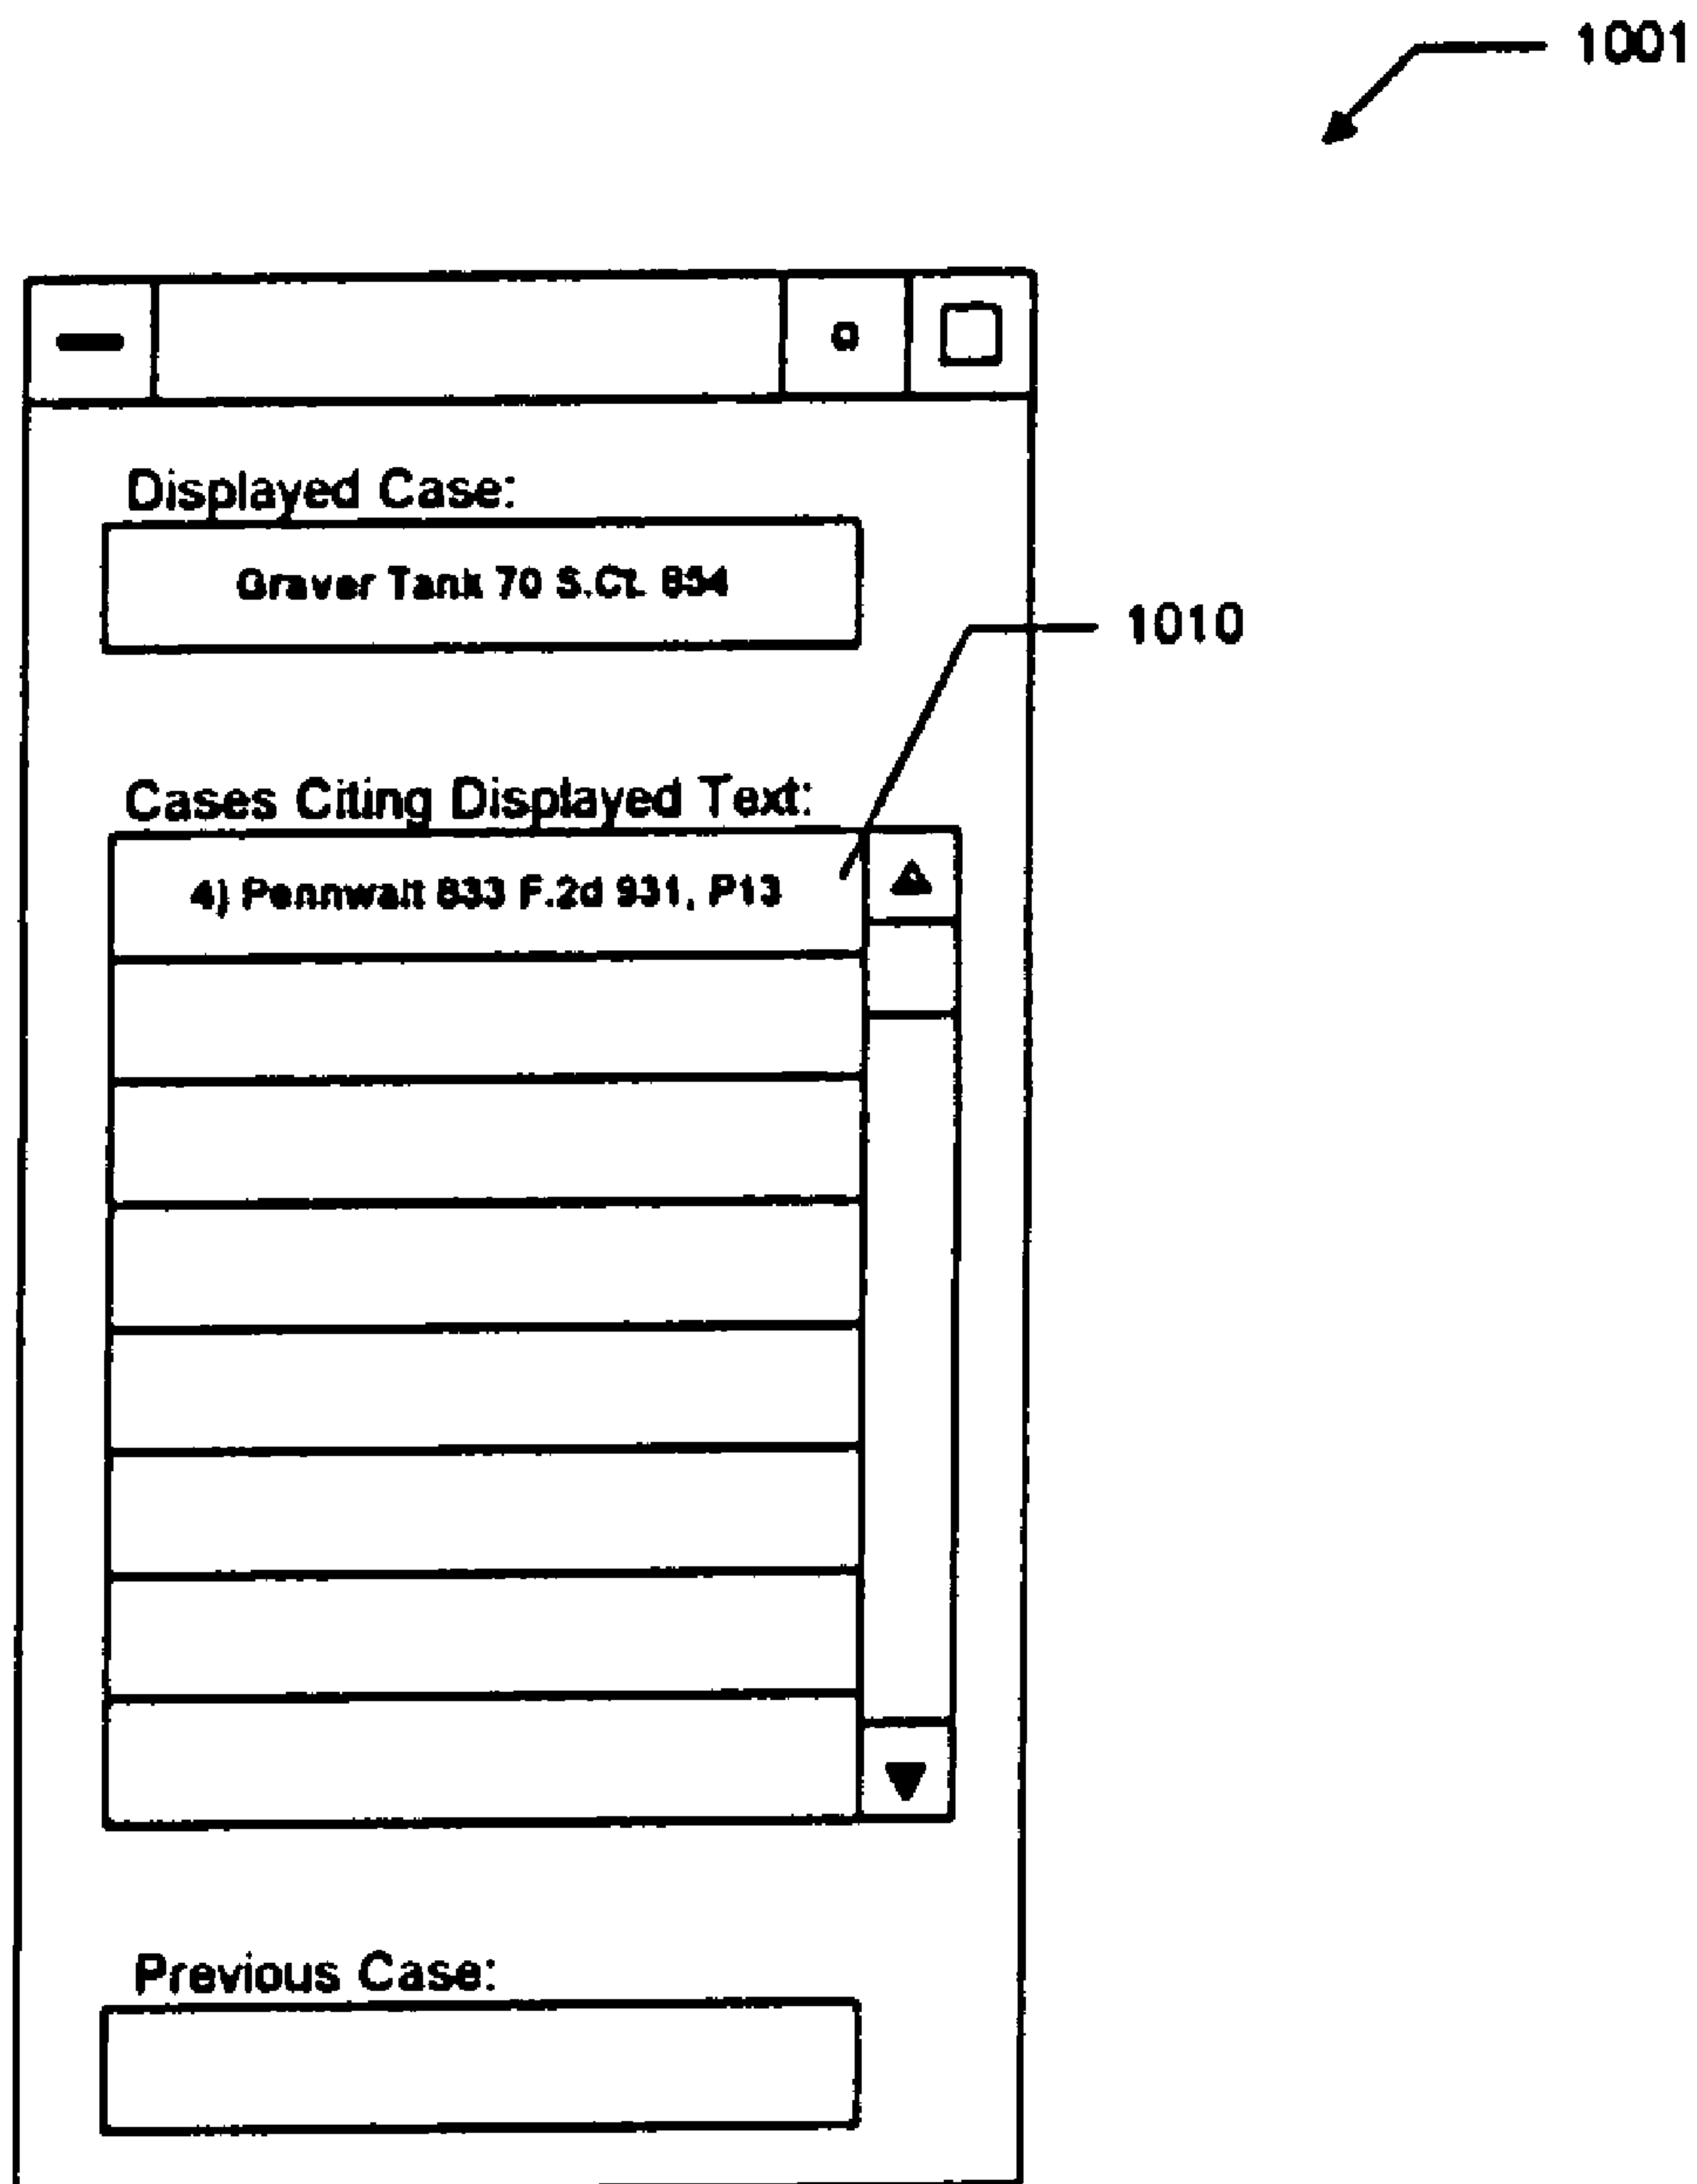 1001
Displayed Case:
Graver Tank 70 S.Ct. 854
1010
Cases Citing Displayed Text:
4) Pennwalt 833 F.2d 931, P13
Previous Case: